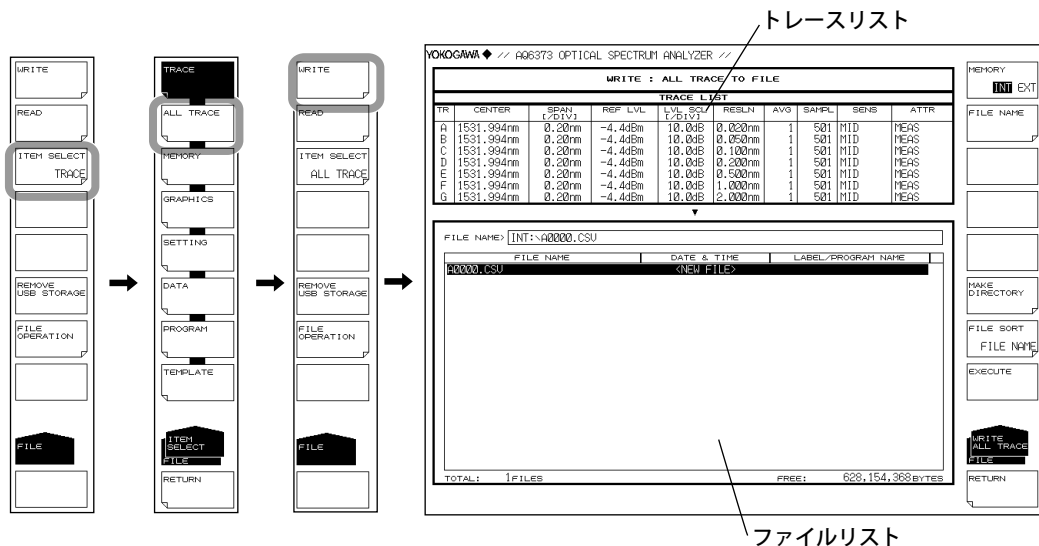 トレースリスト
WRITE
READ
ITEM SELECT
TRACE
REMOVE
USB STORAGE
FILE
OPERATION
FILE
TRACE
ALL TRACE
MEMORY
GRAPHICS
SETTING
DATA
PROGRAM
TEMPLATE
ITEM
SELECT
FILE
RETURN
WRITE
READ
ITEM SELECT
ALL TRACE
REMOVE
USB STORAGE
FILE
OPERATION
FILE
YOKOGAWA ◆ // AQ6373 OPTICAL SPECTRUM ANALYZER //
WRITE : ALL TRACE TO FILE
TRACE LIST
TR CENTER SPAN [/DIV] REF LVL LVL SCL [/DIV] RESLN AVG SAMPL SENS ATTR
A 1531.994nm 0.20nm -4.4dBm 10.0dB 0.020nm 1 501 MID MEAS
B 1531.994nm 0.20nm -4.4dBm 10.0dB 0.050nm 1 501 MID MEAS
C 1531.994nm 0.20nm -4.4dBm 10.0dB 0.100nm 1 501 MID MEAS
D 1531.994nm 0.20nm -4.4dBm 10.0dB 0.200nm 1 501 MID MEAS
E 1531.994nm 0.20nm -4.4dBm 10.0dB 0.500nm 1 501 MID MEAS
F 1531.994nm 0.20nm -4.4dBm 10.0dB 1.000nm 1 501 MID MEAS
G 1531.994nm 0.20nm -4.4dBm 10.0dB 2.000nm 1 501 MID MEAS
FILE NAME> INT:\A0000.CSV
FILE NAME DATE & TIME LABEL/PROGRAM NAME
A0000.CSV <NEW FILE>
TOTAL: 1FILES FREE: 628,154,368BYTES
MEMORY
INT EXT
FILE NAME
MAKE
DIRECTORY
FILE SORT
FILE NAME
EXECUTE
WRITE
ALL TRACE
FILE
RETURN
ファイルリスト